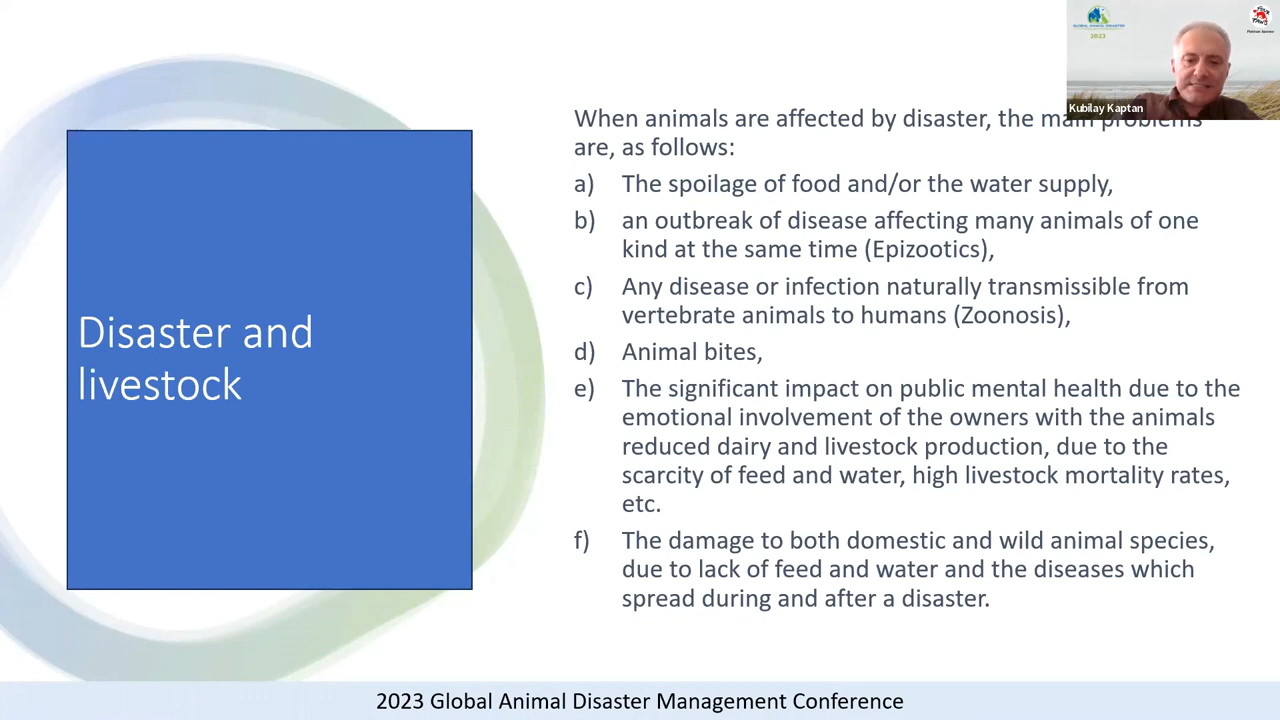 GLOBAL ANIMAL DISASTER
2023
Platinum Sponsor
Kubilay Kaptan
Disaster and
livestock
When animals are affected by disaster, the main problems
are, as follows:
a) The spoilage of food and/or the water supply,
b) an outbreak of disease affecting many animals of one
kind at the same time (Epizootics),
c) Any disease or infection naturally transmissible from
vertebrate animals to humans (Zoonosis),
d) Animal bites,
e) The significant impact on public mental health due to the
emotional involvement of the owners with the animals
reduced dairy and livestock production, due to the
scarcity of feed and water, high livestock mortality rates,
etc.
f) The damage to both domestic and wild animal species,
due to lack of feed and water and the diseases which
spread during and after a disaster.
2023 Global Animal Disaster Management Conference